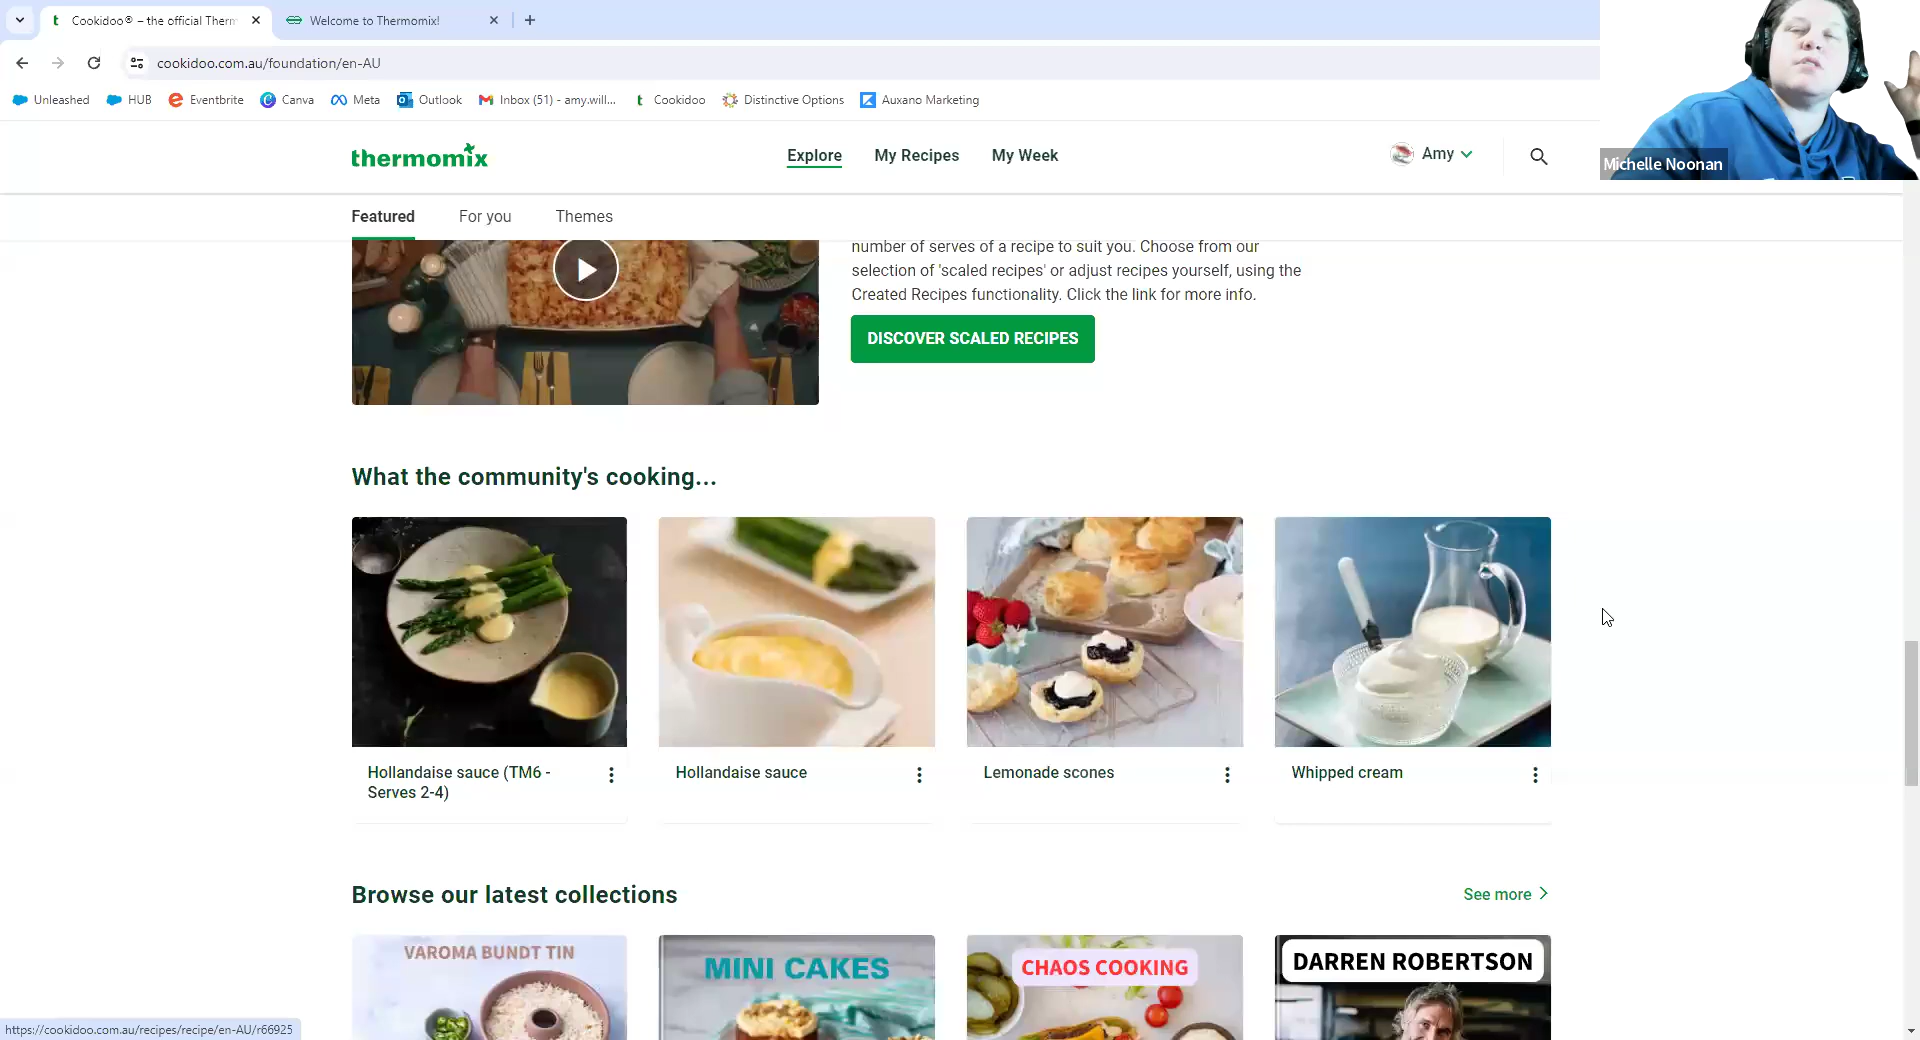 Cookidoo® – the official Therm
Welcome to Thermomix!
cookidoo.com.au/foundation/en-AU
Unleashed
HUB
Eventbrite
Canva
Meta
Outlook
Inbox (51) - amy.will...
Cookidoo
Distinctive Options
Auxano Marketing
Michelle Noonan
thermomix
Explore
My Recipes
My Week
Amy
Featured
For you
Themes
number of serves of a recipe to suit you. Choose from our
selection of 'scaled recipes' or adjust recipes yourself, using the
Created Recipes functionality. Click the link for more info.
DISCOVER SCALED RECIPES
What the community's cooking...
Hollandaise sauce (TM6 -
Serves 2-4)
Hollandaise sauce
Lemonade scones
Whipped cream
Browse our latest collections
See more
VAROMA BUNDT TIN
MINI CAKES
CHAOS COOKING
DARREN ROBERTSON
https://cookidoo.com.au/recipes/recipe/en-AU/r66925